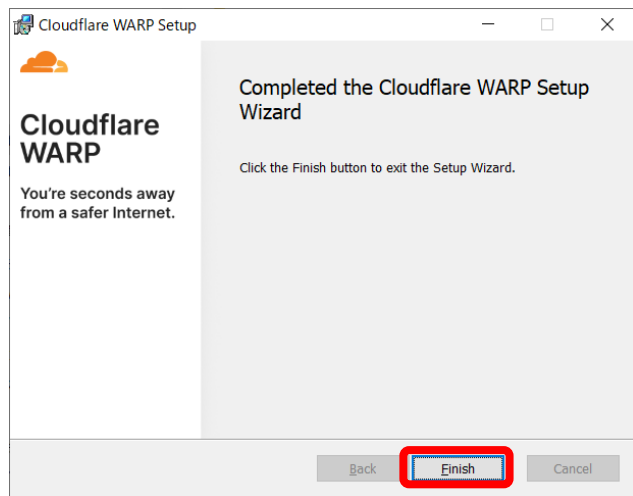 Cloudflare WARP Setup
Cloudflare
WARP
You're seconds away
from a safer Internet.
Completed the Cloudflare WARP Setup
Wizard
Click the Finish button to exit the Setup Wizard.
Back
Finish
Cancel